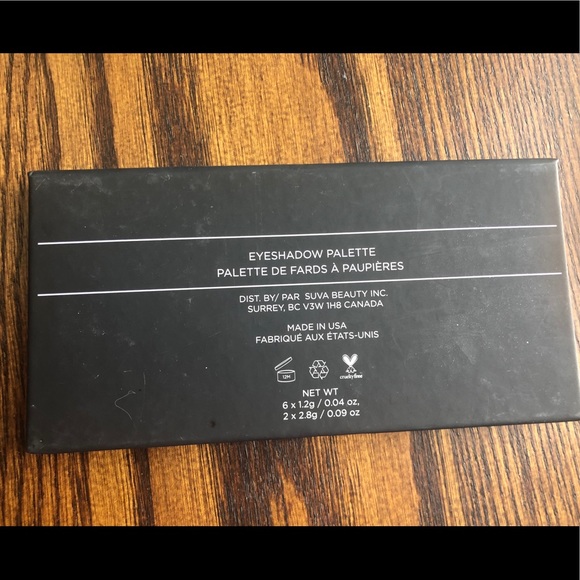 EYESHADOW PALETTE
PALETTE DE FARDS À PAUPIÈRES
DIST. BY/ PAR SUVA BEAUTY INC.
SURREY, BC V3W 1H8 CANADA
MADE IN USA
FABRIQUÉ AUX ÉTATS-UNIS
12M
crueltyfree
NET WT
6 x 1.2g / 0.04 oz,
2 x 2.8g / 0.09 oz